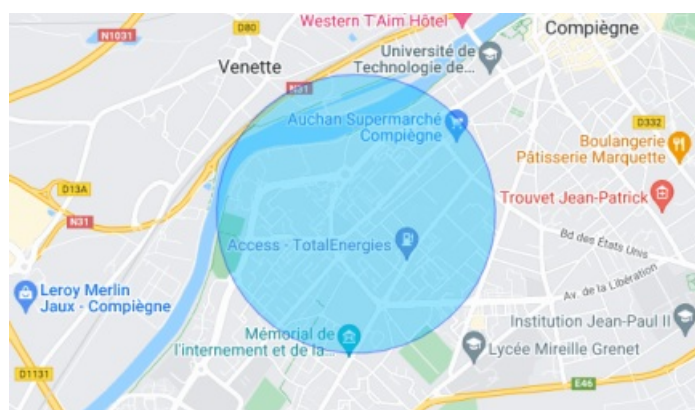 Western T'Aim Hôtel
D80
N1031
Compiègne
Université de
Technologie de...
Venette
N31
Auchan Supermarché
Compiègne
D332
Boulangerie
Pâtisserie Marquette
D13A
Trouvet Jean-Patrick
N31
Bd des États Unis
Access - TotalEnergies
Av. de la Libération
Leroy Merlin
Jaux - Compiègne
Institution Jean-Paul II
Mémorial de
l'internement et de la...
Lycée Mireille Grenet
D1131
E46